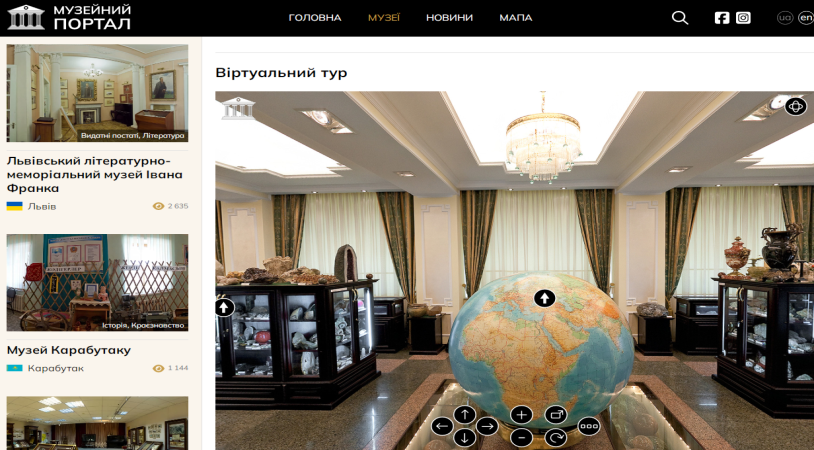 МУЗЕЙНИЙ
ПОРТАЛ
ГОЛОВНА
МУЗЕЇ
НОВИНИ
МАПА
ua
en
Видатні постаті, Література
Львівський літературно-
меморіальний музей Івана
Франка
Львів
2 635
Історія, Краєзнавство
Музей Карабутаку
Карабутак
1 144
Віртуальний тур